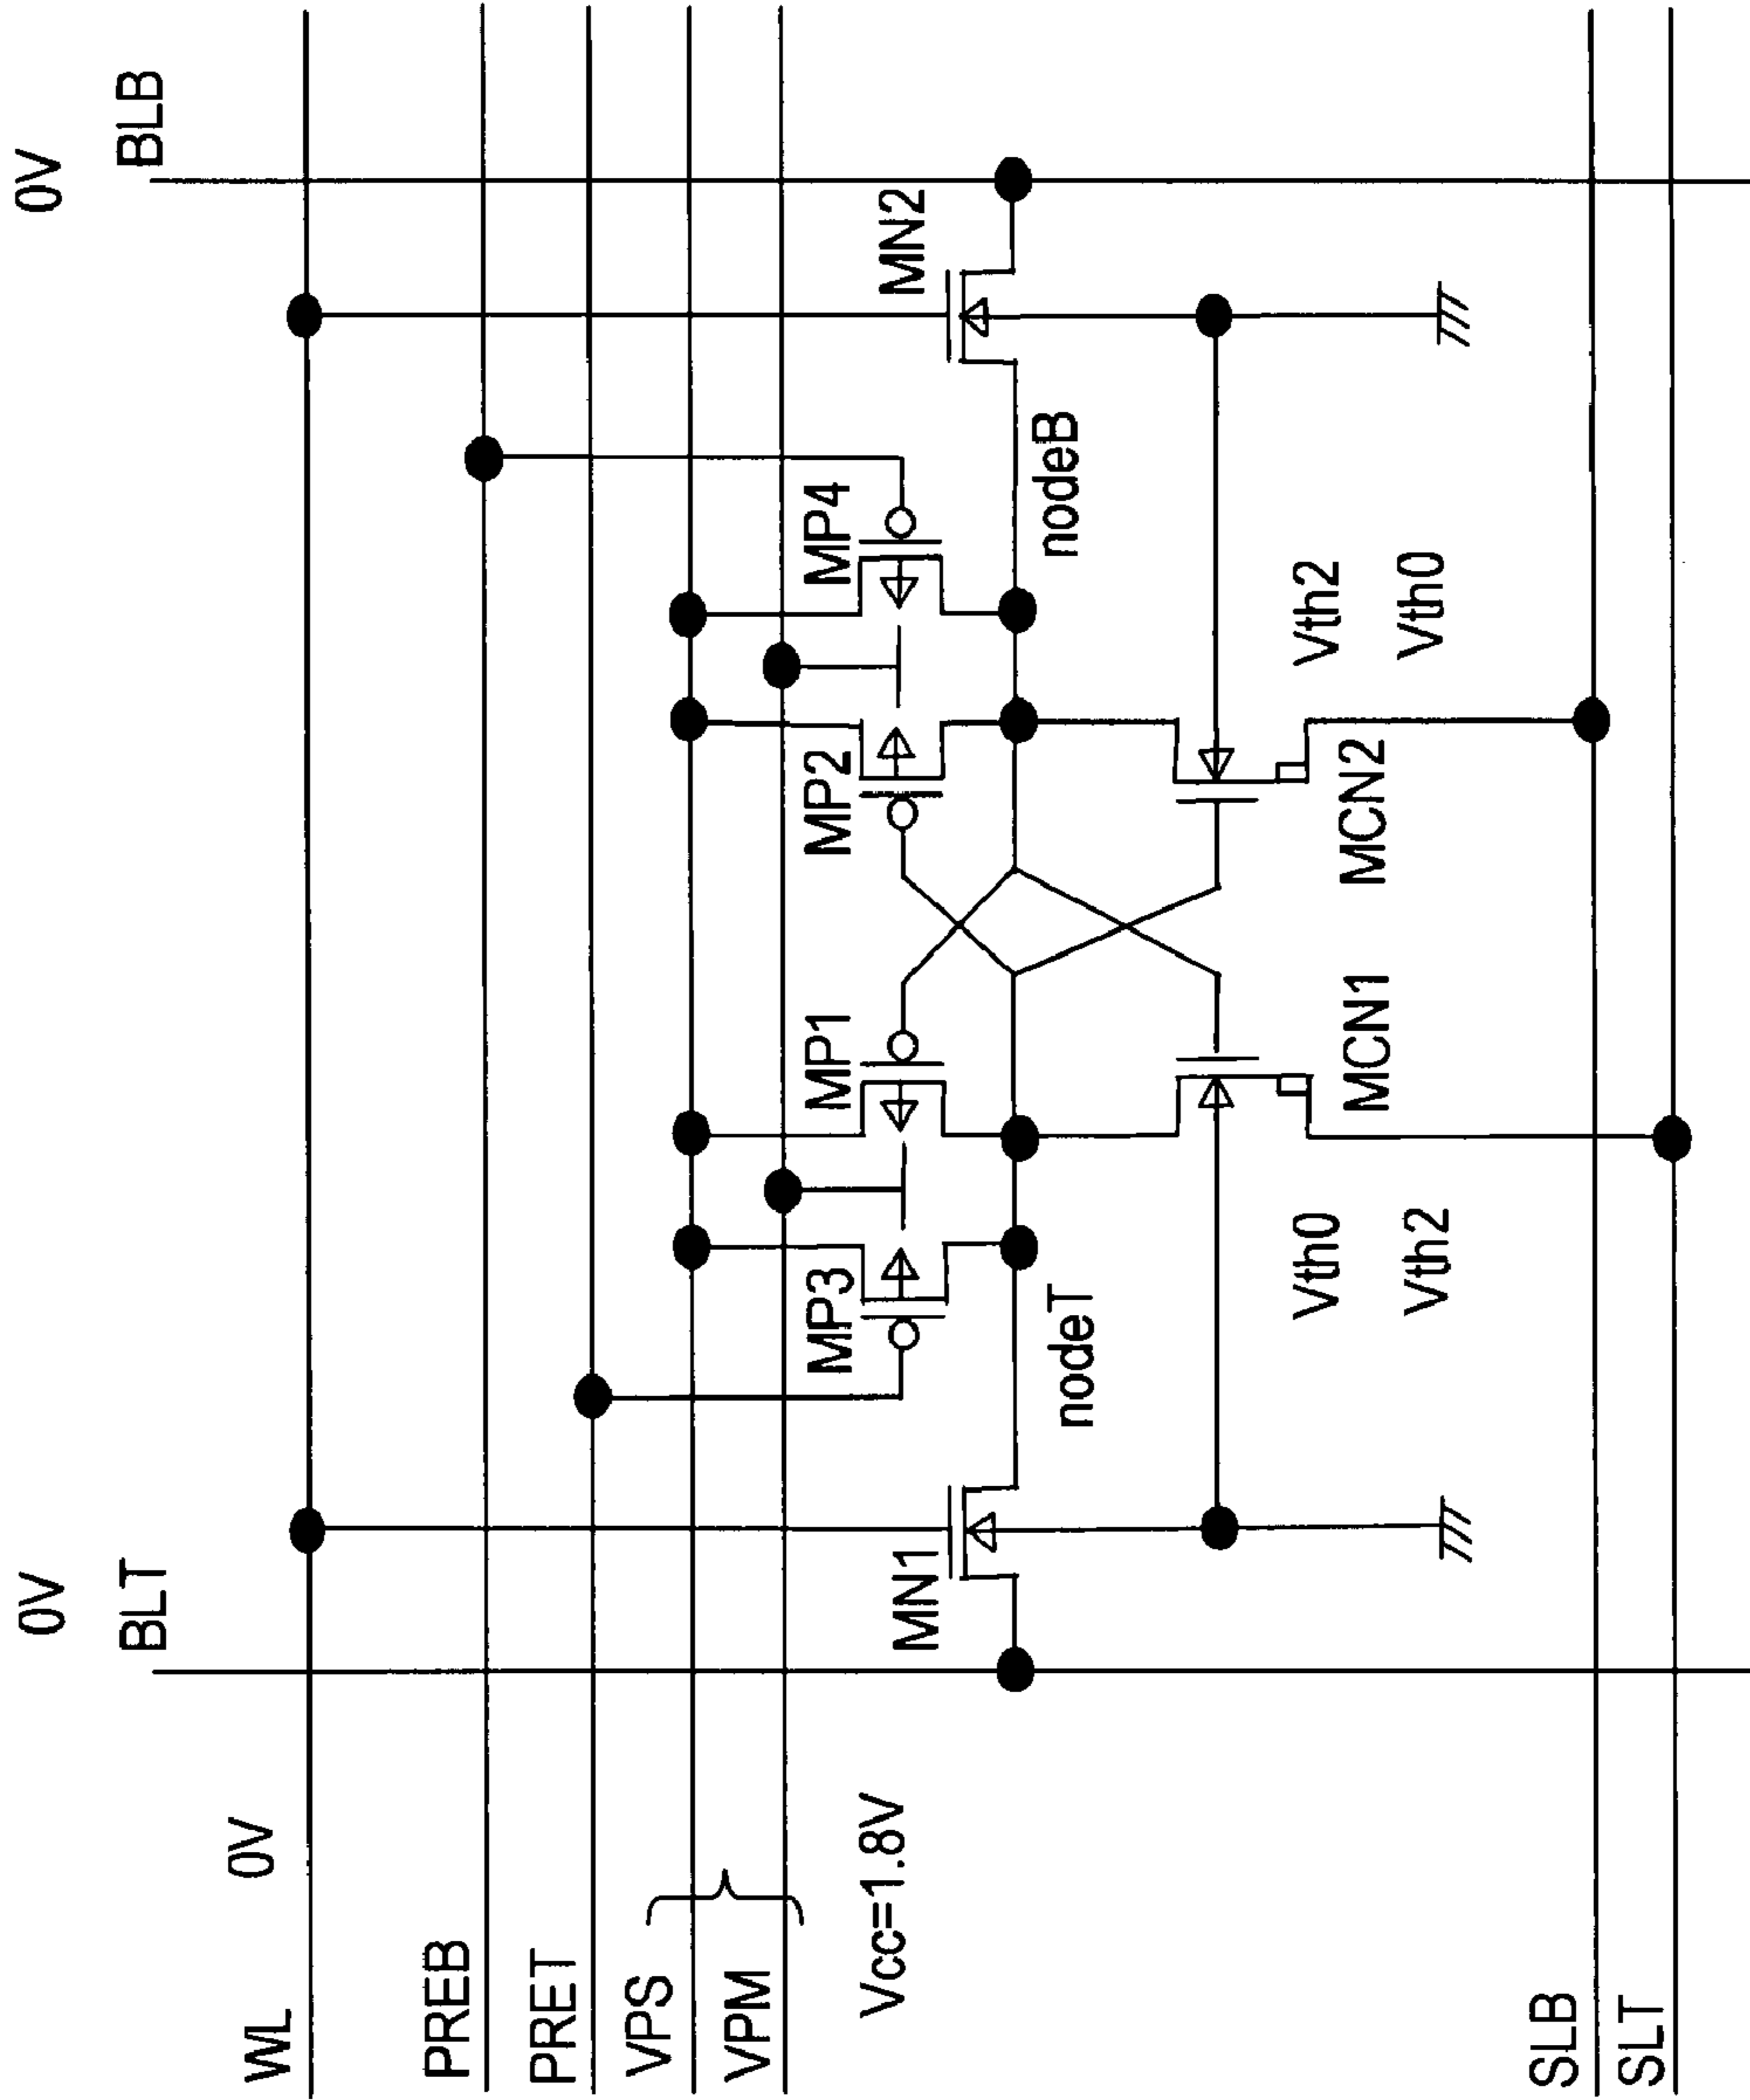 0V
0V
BLT
BLB
0V
WL
PREB
PRET
VPS
VPM
Vcc=1.8V
MP3
MP1
MP2
MP4
MN1
MN2
nodeT
nodeB
Vth0
Vth2
Vth2
Vth0
MCN1
MCN2
SLB
SLT